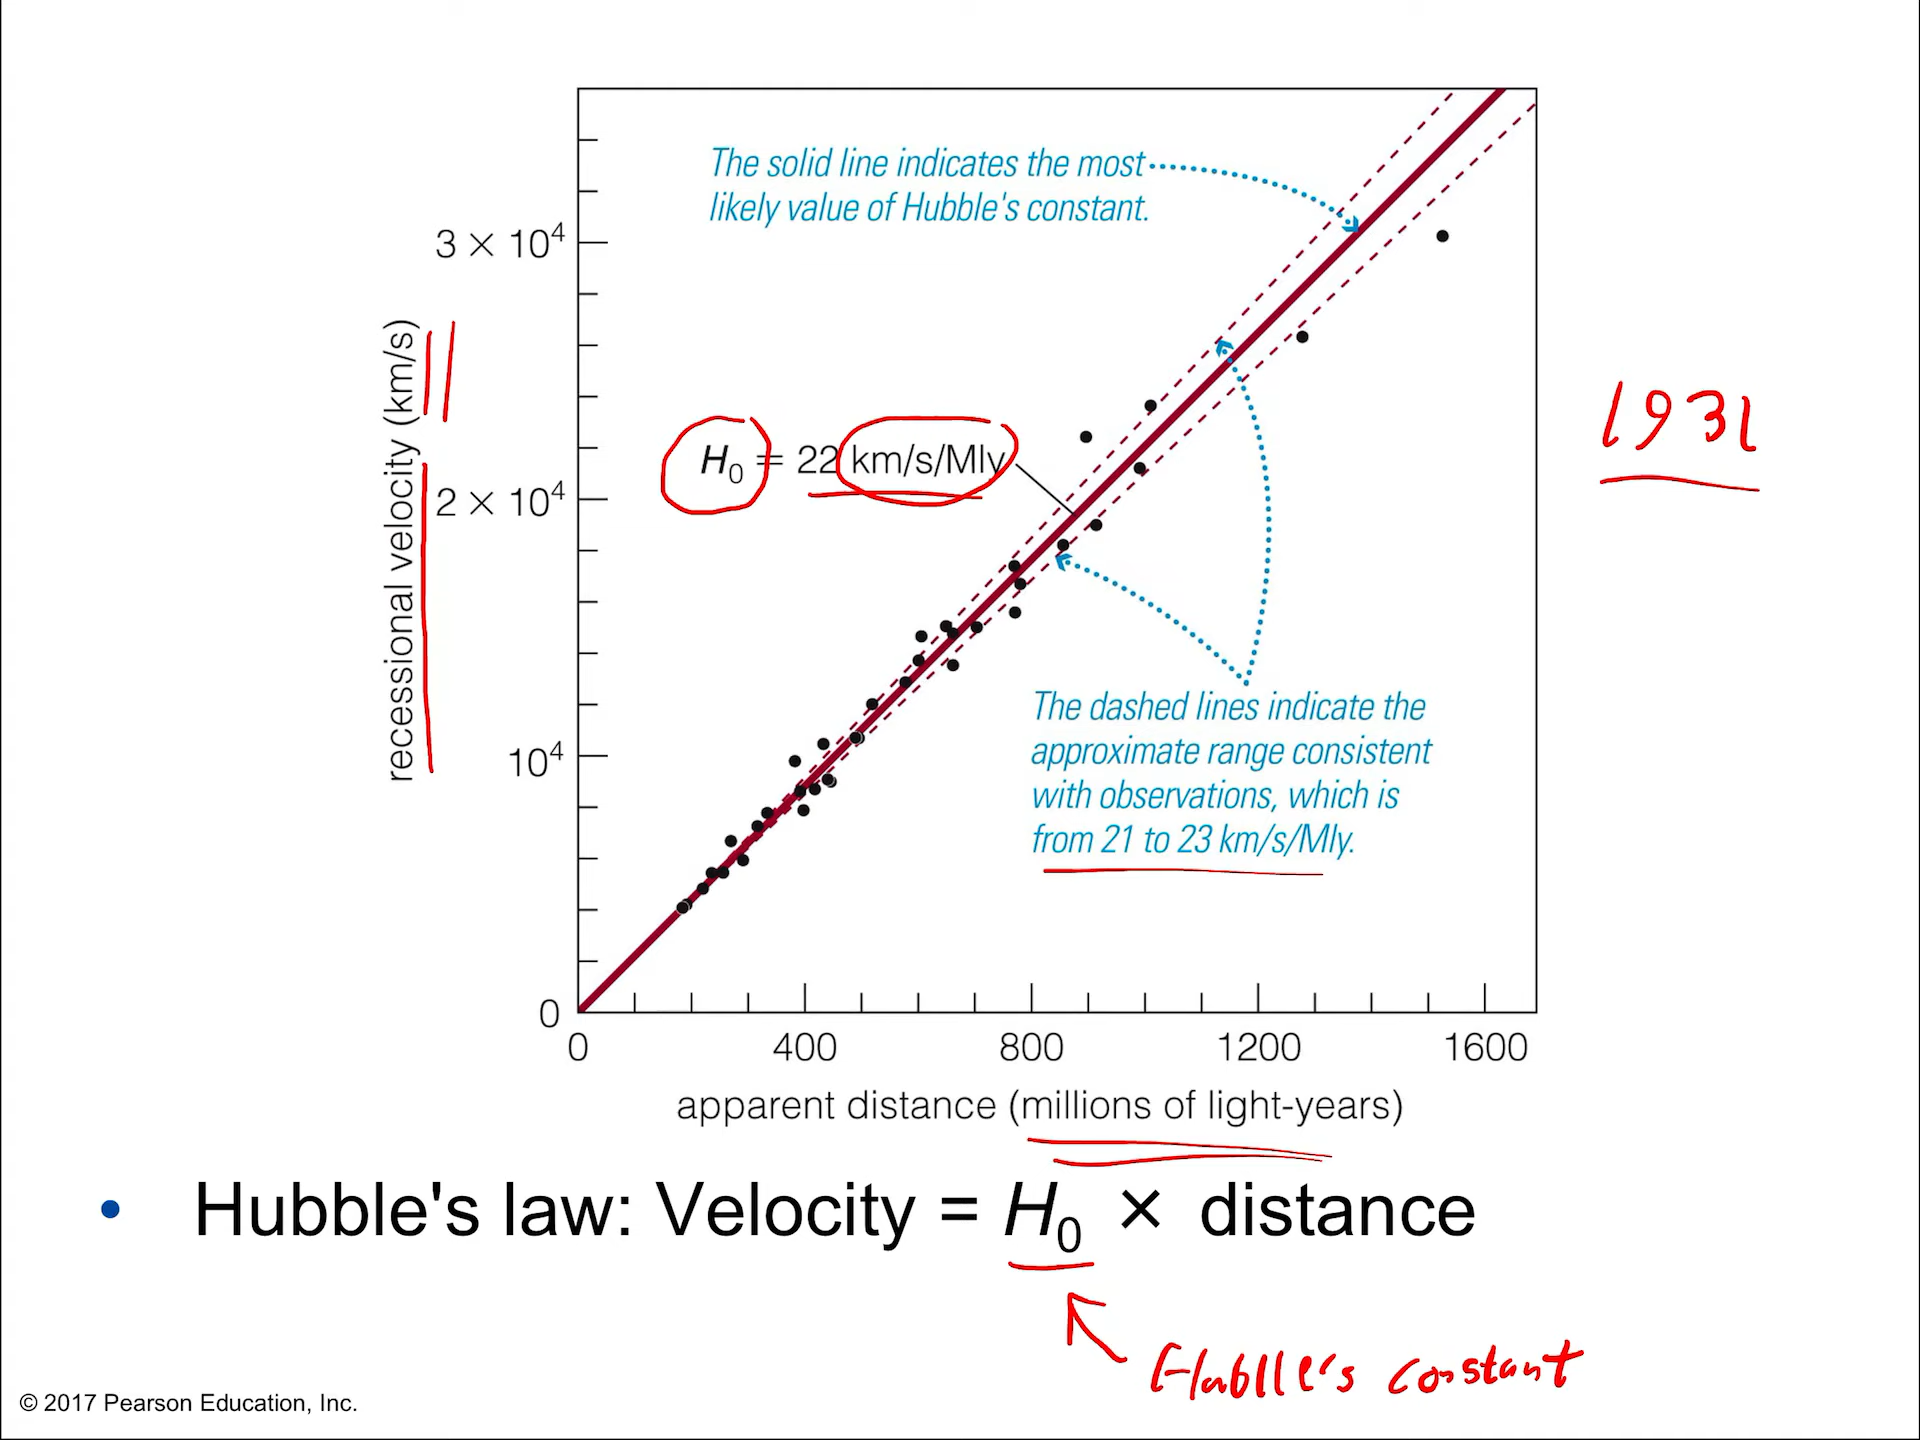 The solid line indicates the most
likely value of Hubble's constant.
3 × 10⁴
H₀ = 22 km/s/Mly
1931
2 × 10⁴
recessional velocity (km/s)
The dashed lines indicate the
approximate range consistent
with observations, which is
from 21 to 23 km/s/Mly.
10⁴
0
0 400 800 1200 1600
apparent distance (millions of light-years)
• Hubble's law: Velocity = H₀ × distance
Hubble's constant
© 2017 Pearson Education, Inc.